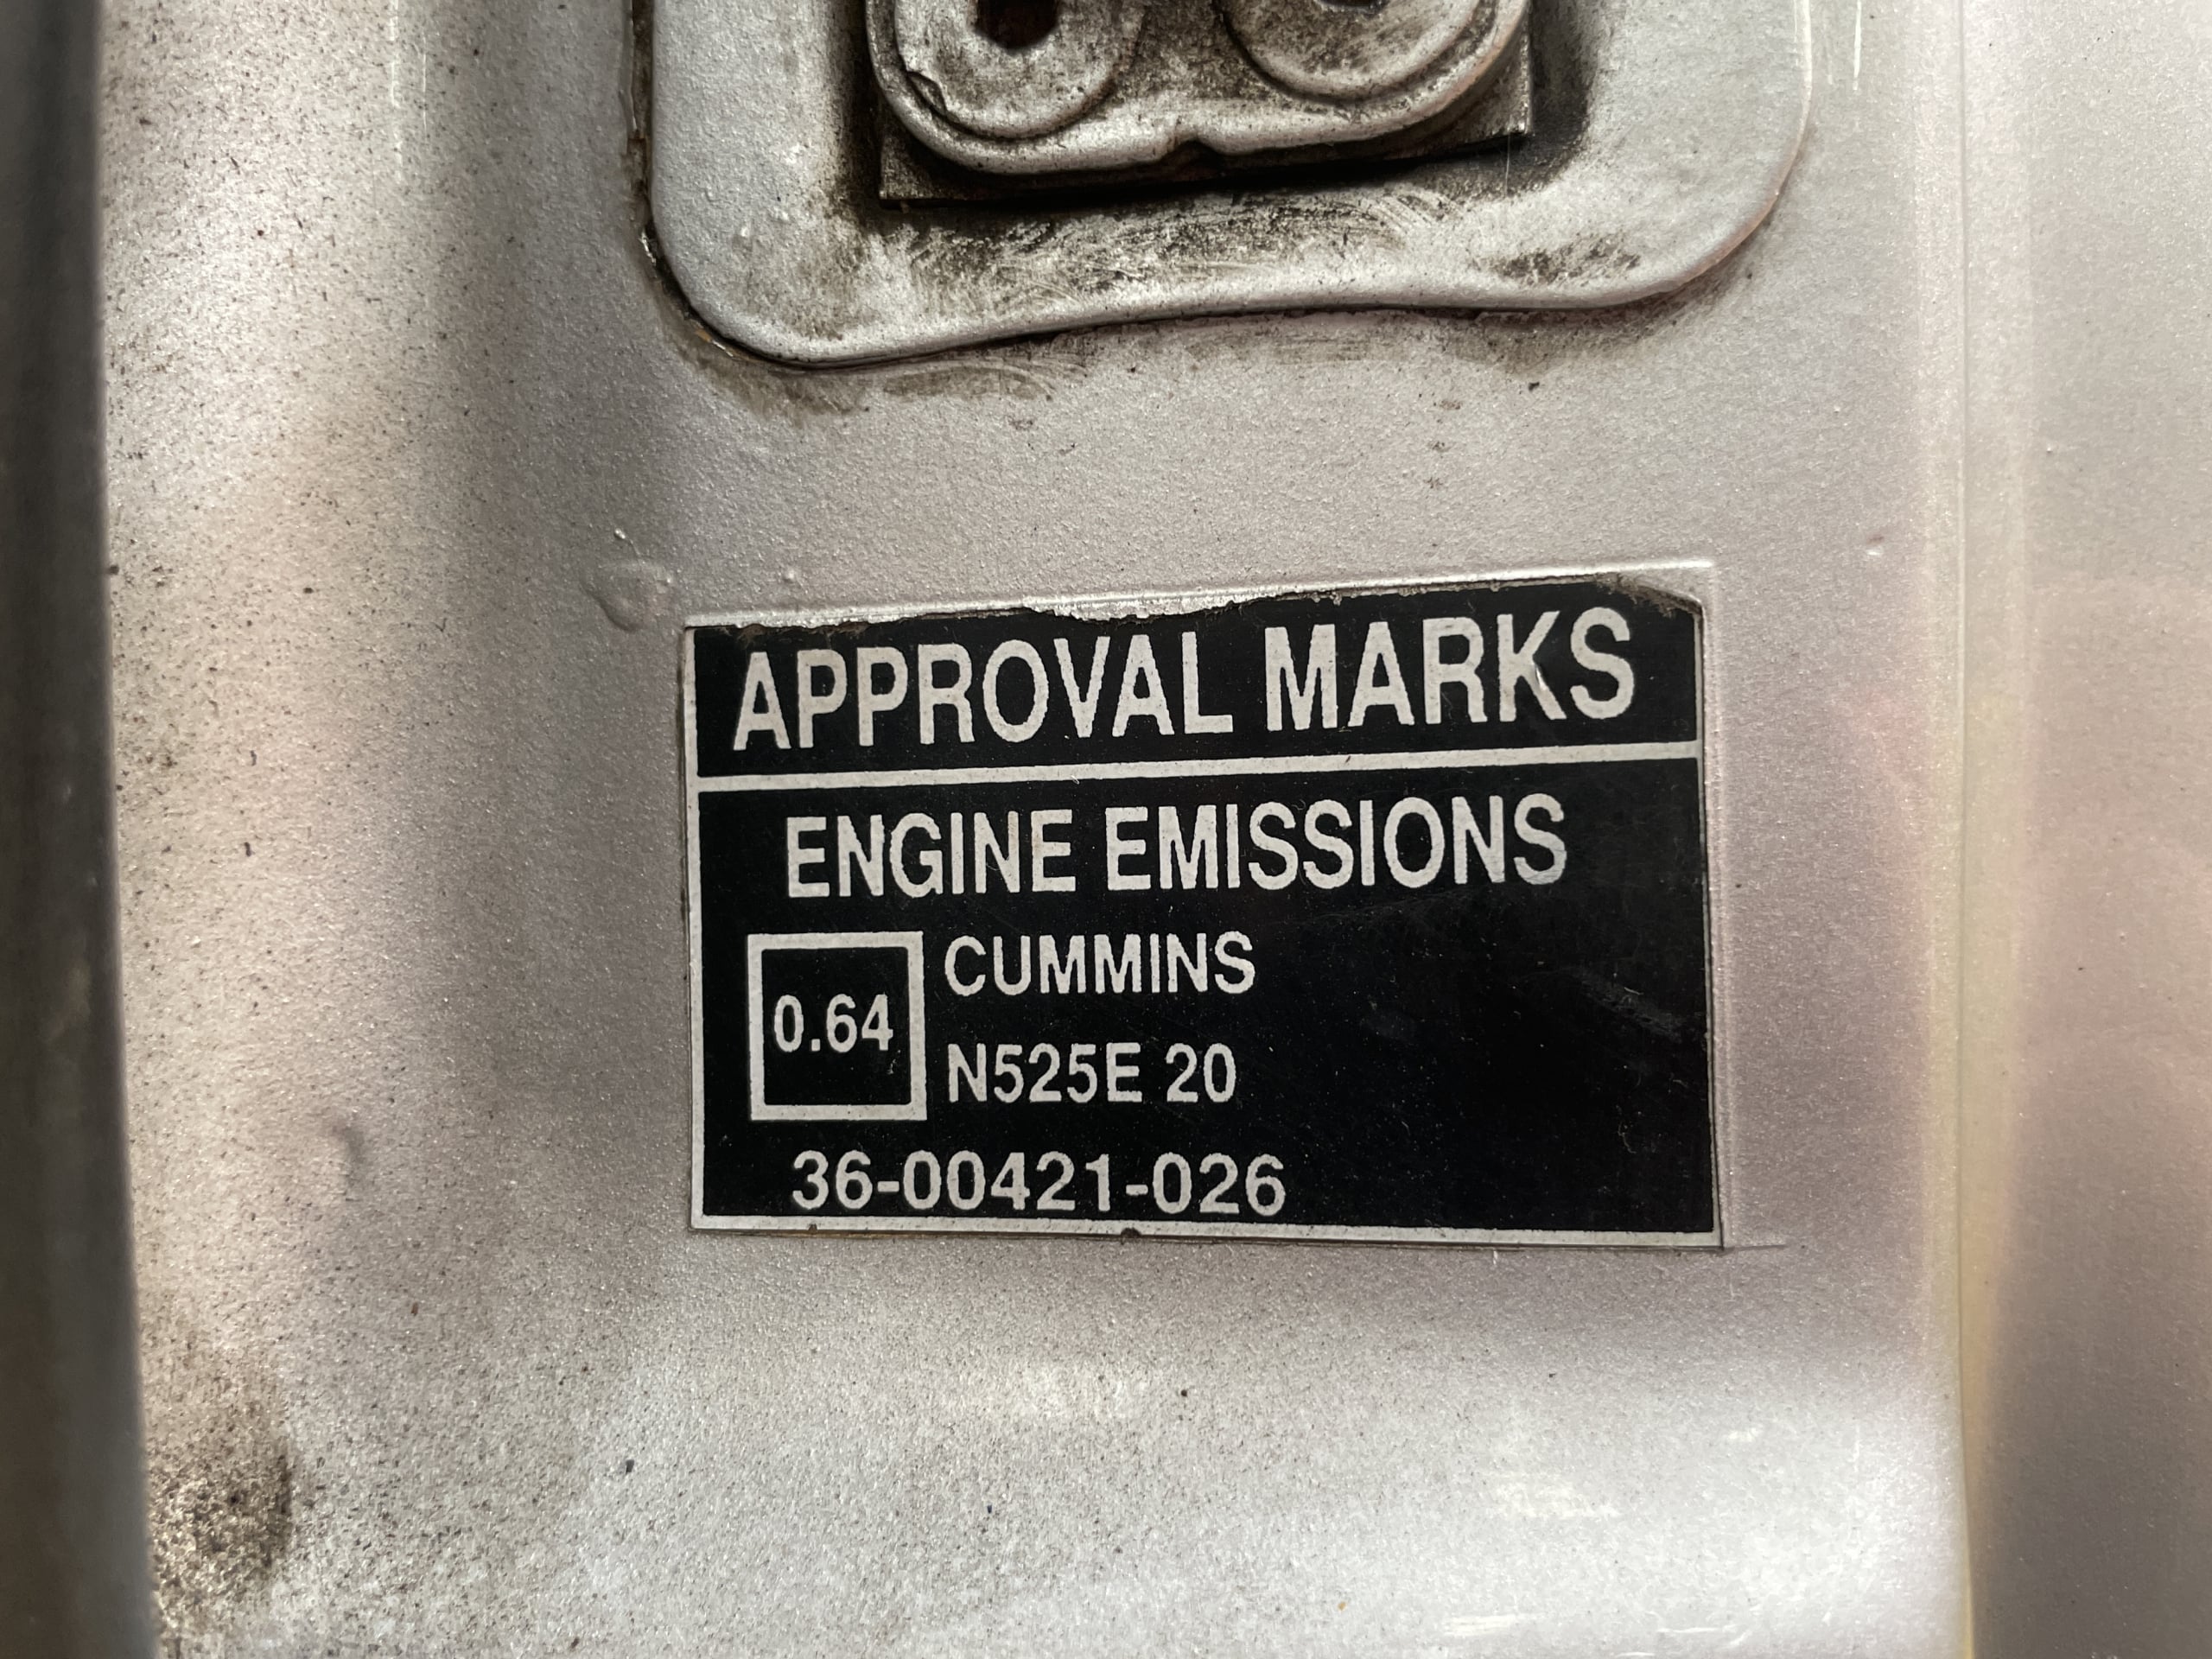 APPROVAL MARKS
ENGINE EMISSIONS
0.64
CUMMINS
N525E 20
36-00421-026